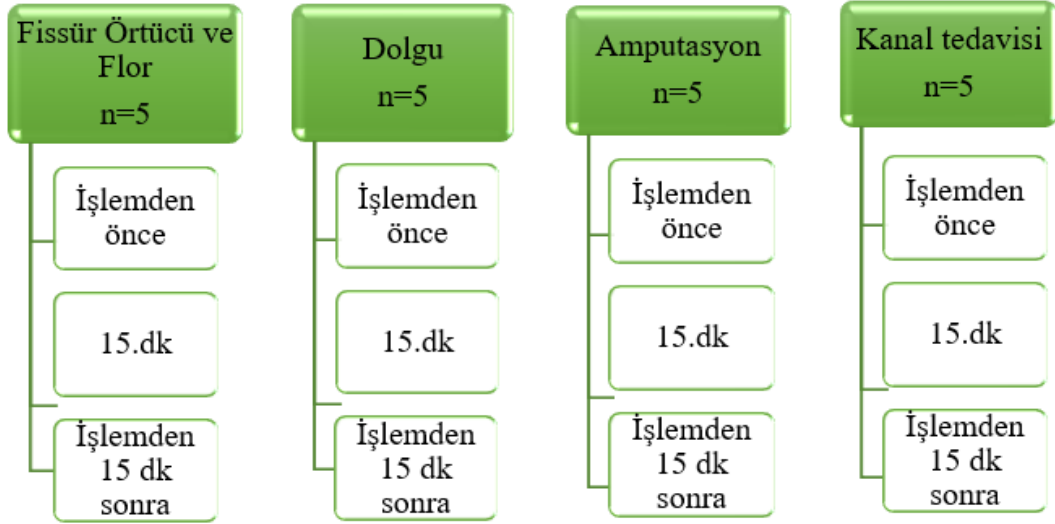 Fissür Örtücü ve
Flor
n=5
İşlemden
önce
15.dk
İşlemden
15 dk
sonra
Dolgu
n=5
İşlemden
önce
15.dk
İşlemden
15 dk
sonra
Amputasyon
n=5
İşlemden
önce
15.dk
İşlemden
15 dk
sonra
Kanal tedavisi
n=5
İşlemden
önce
15.dk
İşlemden
15 dk
sonra